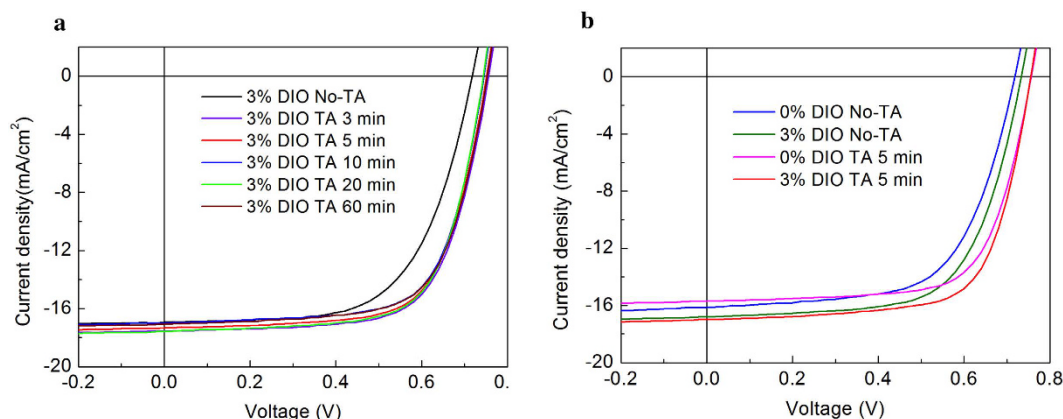 a
3% DIO No-TA
3% DIO TA 3 min
3% DIO TA 5 min
3% DIO TA 10 min
3% DIO TA 20 min
3% DIO TA 60 min
0
-4
-8
-12
-16
-20
-0.2
0.0
0.2
0.4
0.6
0.
Current density(mA/cm²)
Voltage (V)
b
0% DIO No-TA
3% DIO No-TA
0% DIO TA 5 min
3% DIO TA 5 min
0
-4
-8
-12
-16
-20
-0.2
0.0
0.2
0.4
0.6
0.8
Current density (mA/cm²)
Voltage (V)